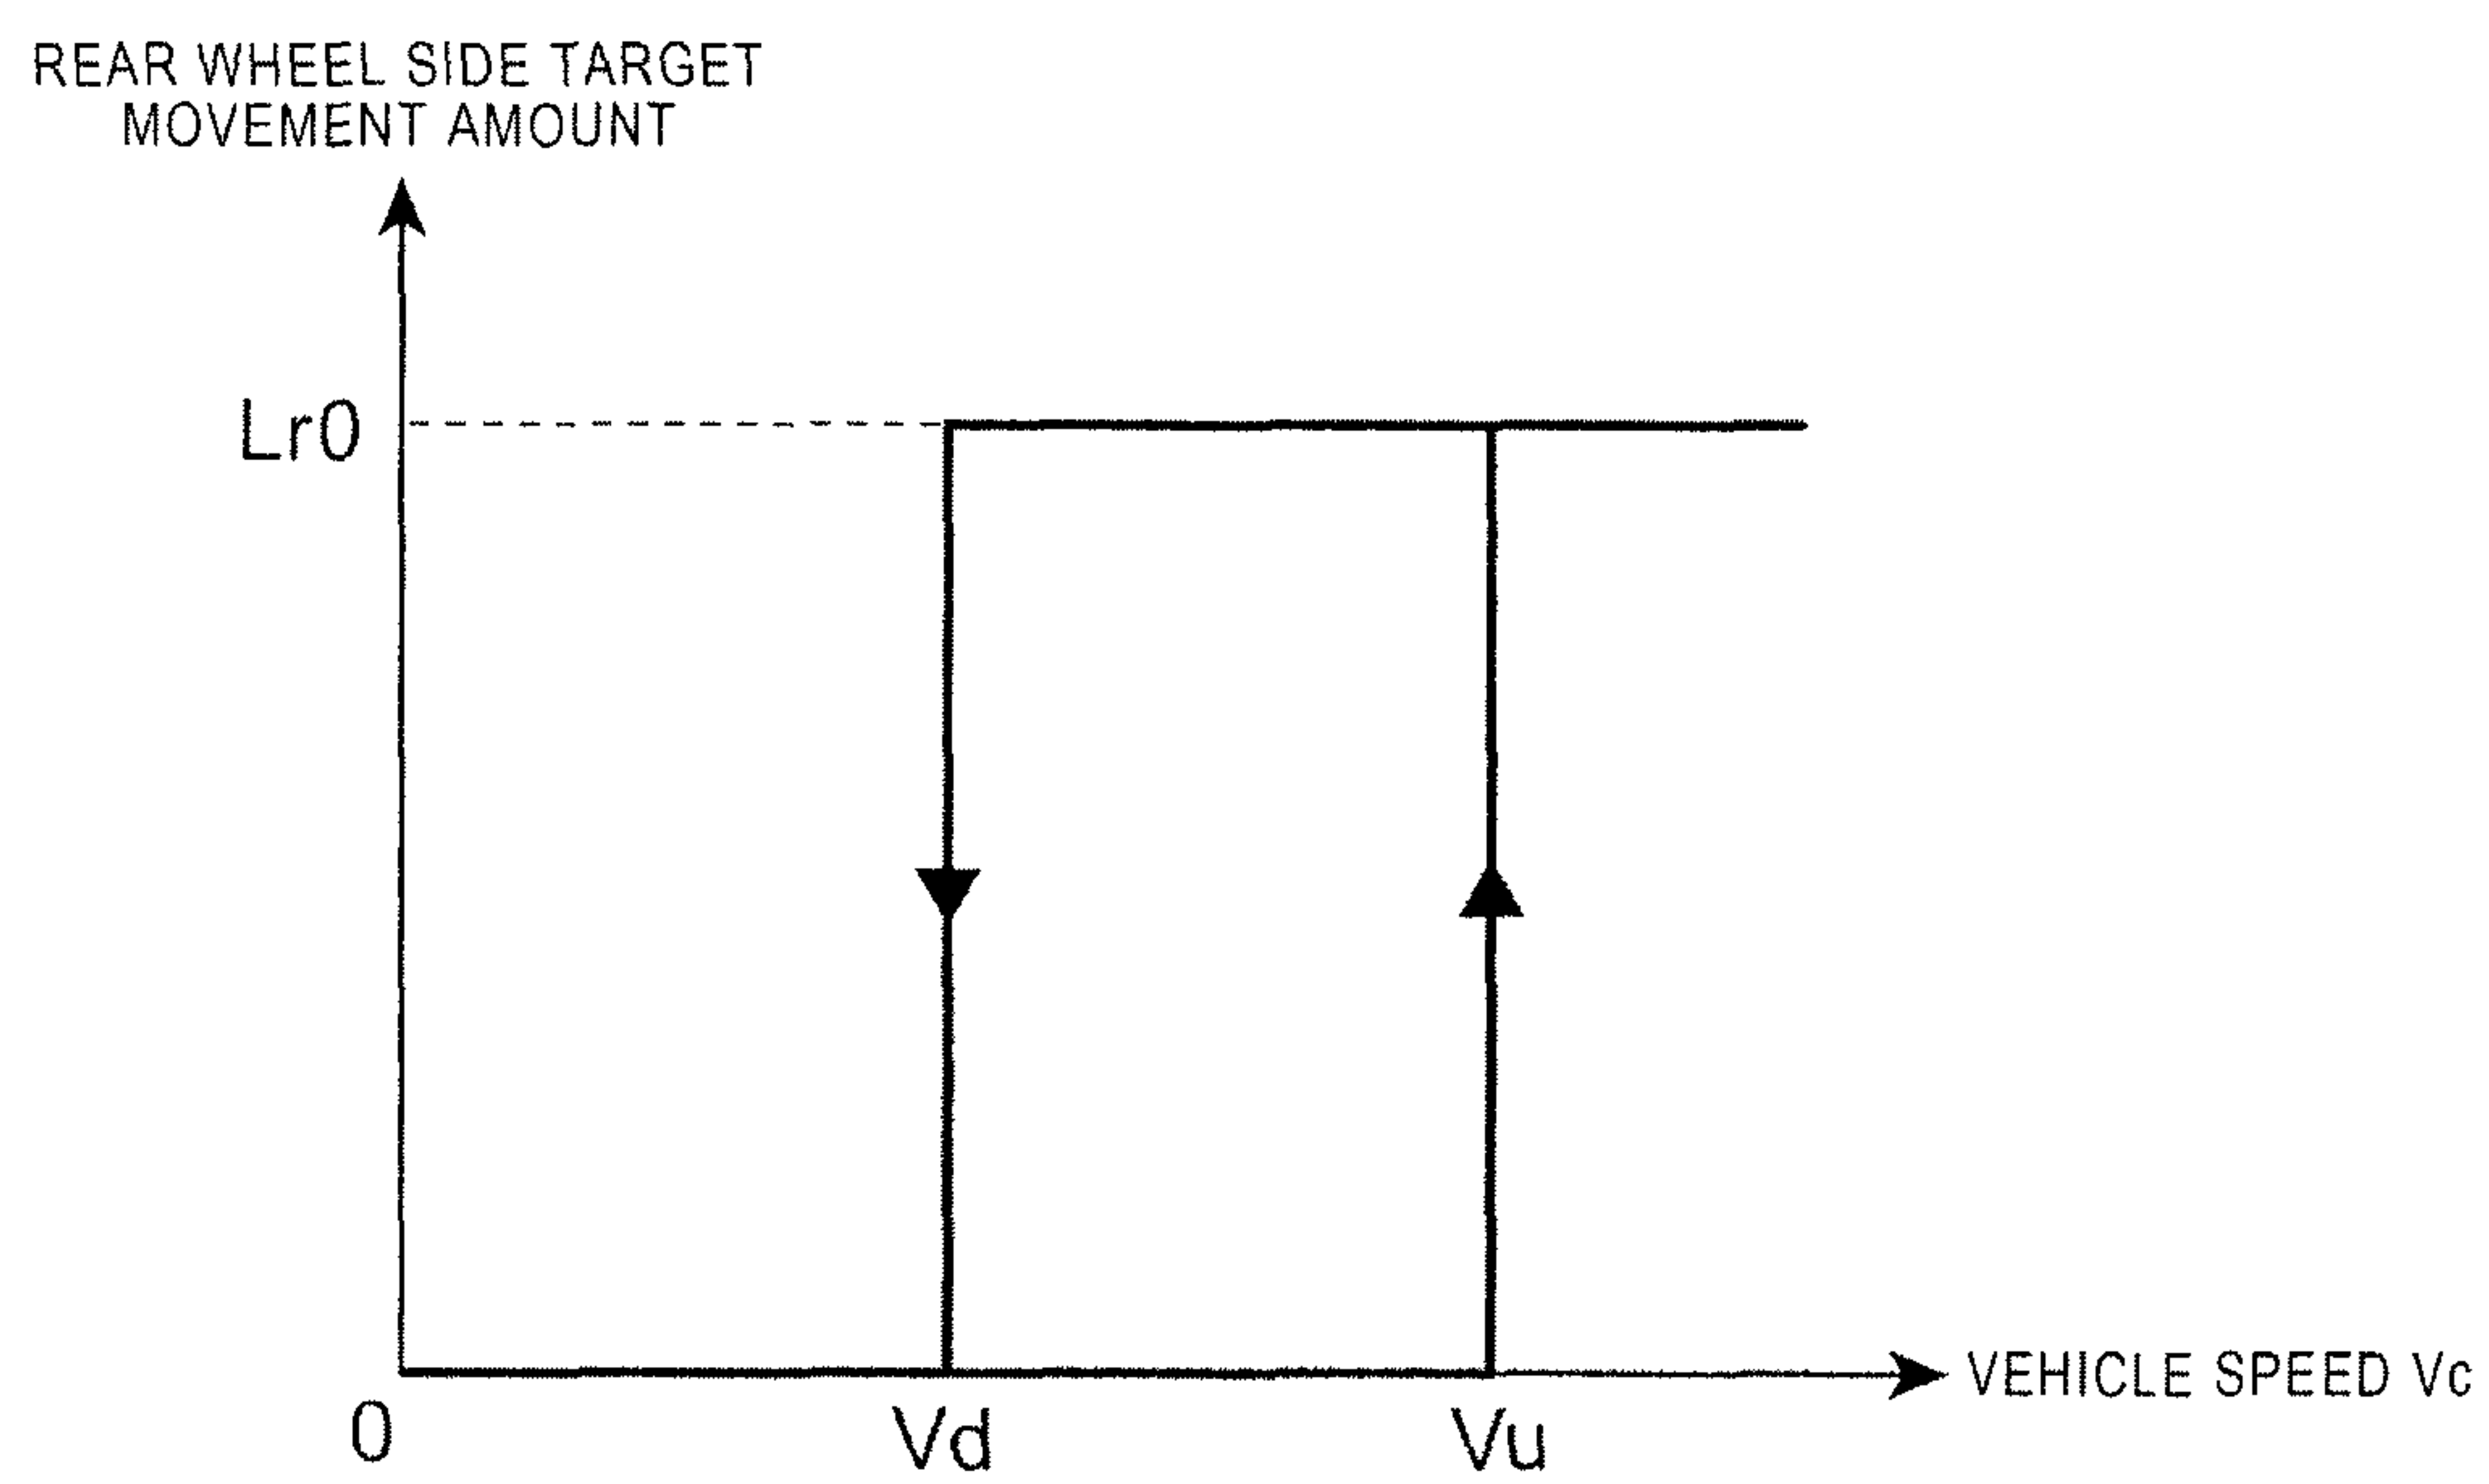 REAR WHEEL SIDE TARGET
MOVEMENT AMOUNT
Lr0
0
Vd
Vu
VEHICLE SPEED Vc